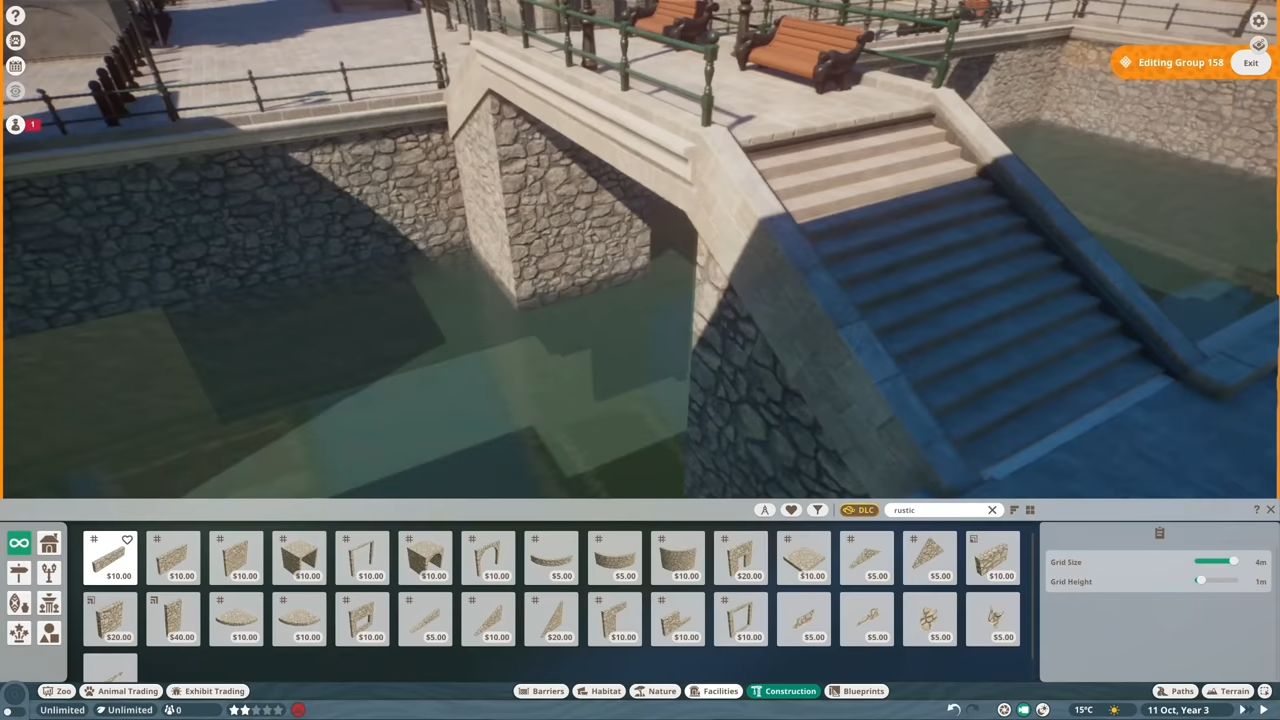 ?
Editing Group 158
Exit
1
DLC
rustic
?
$10.00 $10.00 $10.00 $10.00 $10.00 $10.00 $10.00 $5.00 $5.00 $10.00 $20.00 $10.00 $5.00 $5.00 $10.00
$20.00 $40.00 $10.00 $10.00 $10.00 $5.00 $10.00 $20.00 $10.00 $10.00 $10.00 $5.00 $5.00 $5.00 $5.00
Grid Size 4m
Grid Height 1m
Zoo Animal Trading Exhibit Trading Barriers Habitat Nature Facilities Construction Blueprints Paths Terrain
Unlimited Unlimited 0 15°C 11 Oct, Year 3